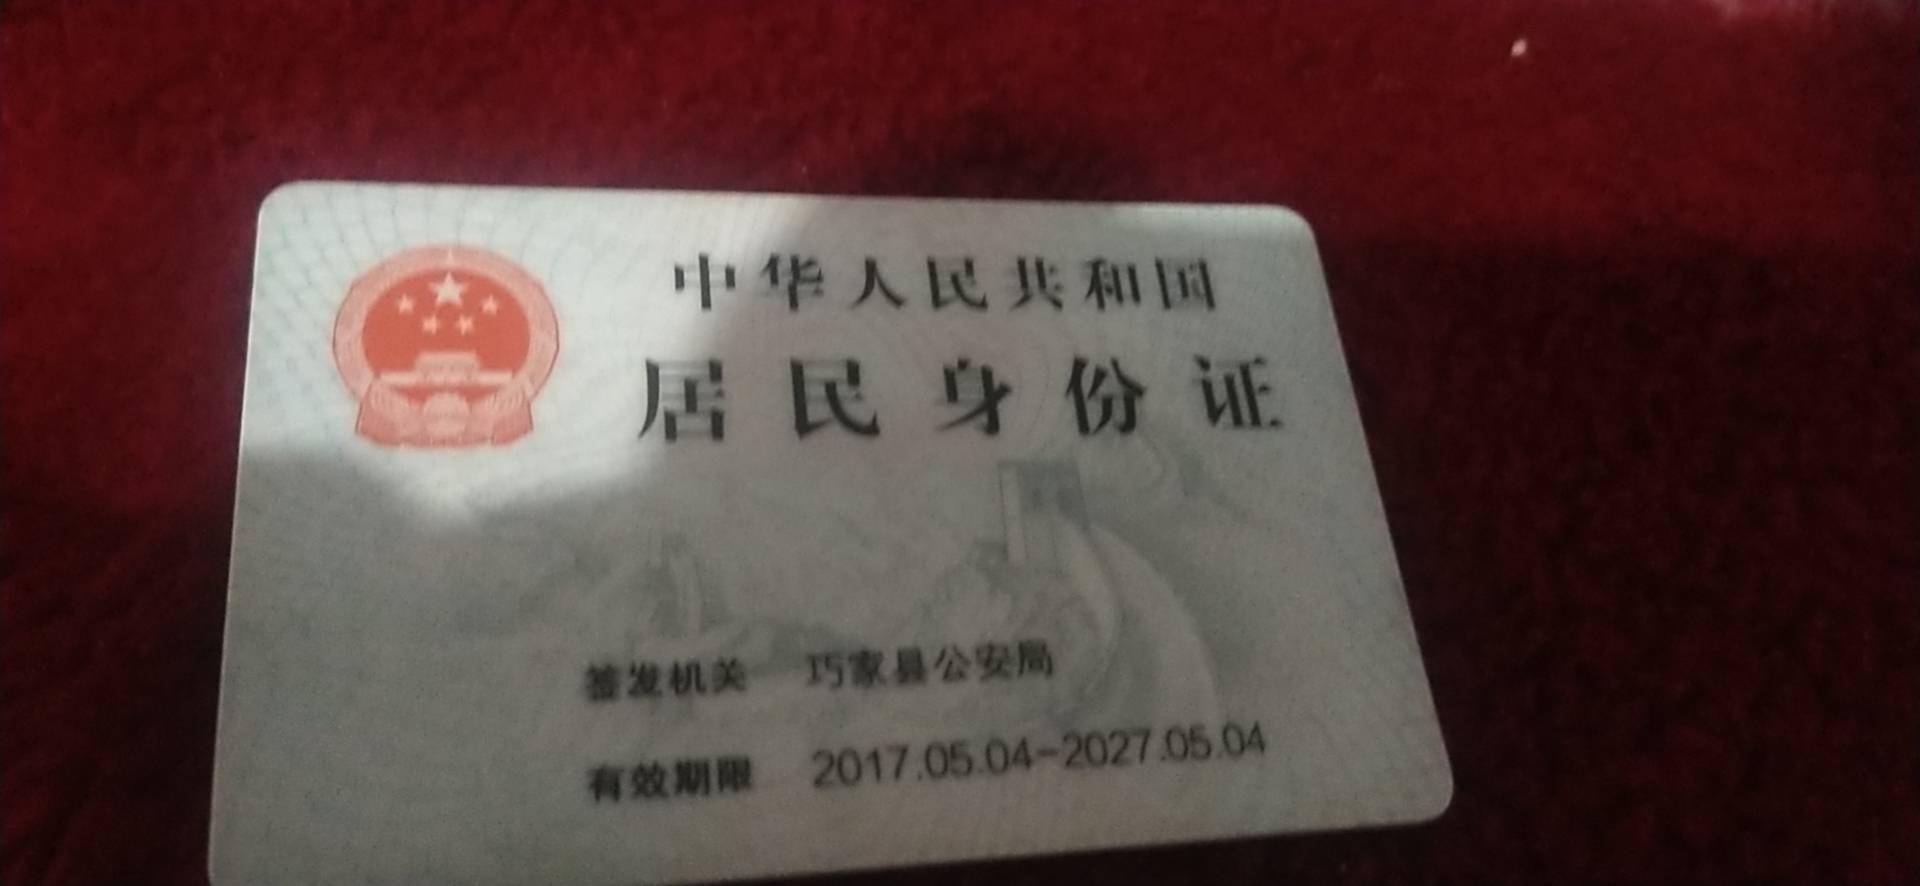 中华人民共和国
居民身份证
签发机关 巧家县公安局
有效期限 2017.05.04-2027.05.04